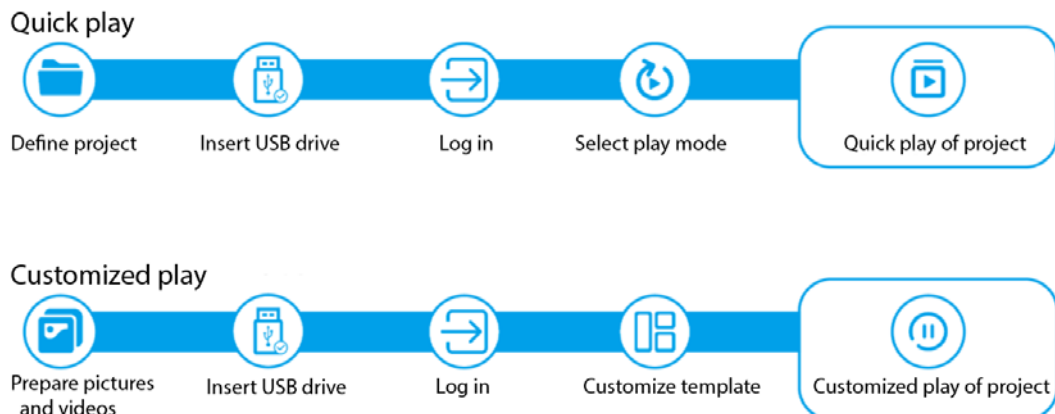 Quick play
Define project
Insert USB drive
Log in
Select play mode
Quick play of project
Customized play
Prepare pictures
and videos
Insert USB drive
Log in
Customize template
Customized play of project